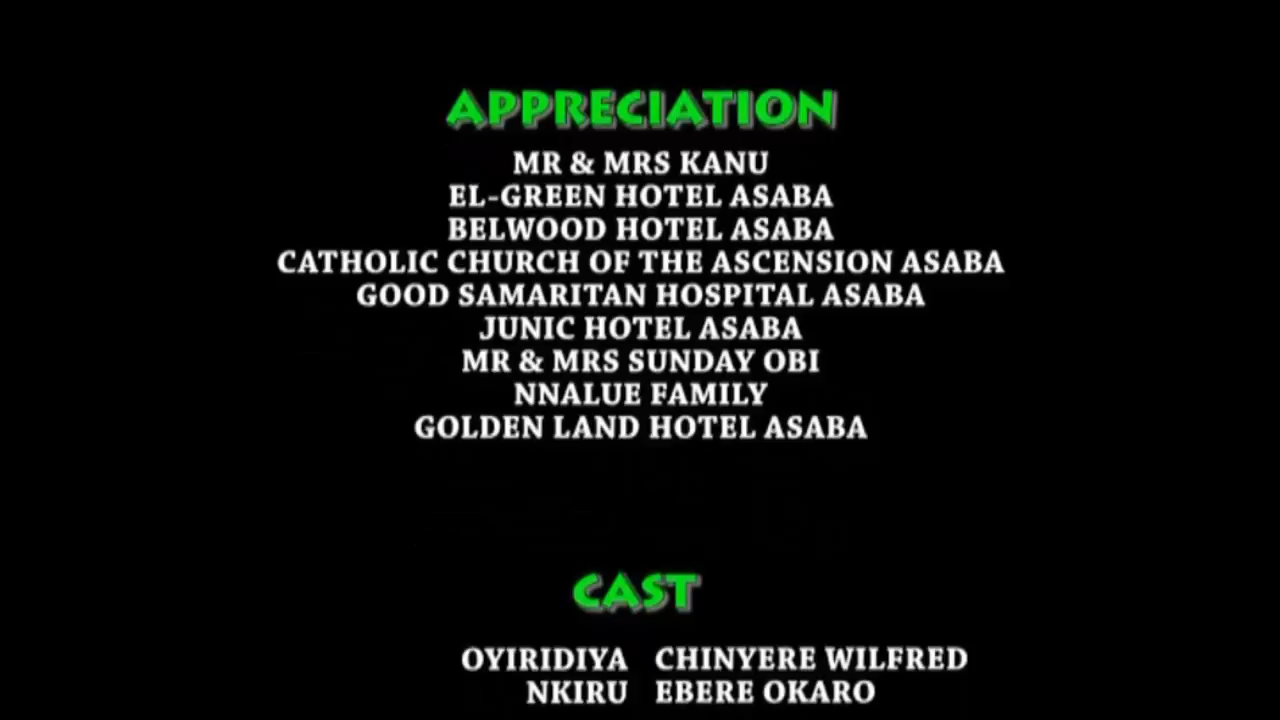 APPRECIATION
MR & MRS KANU
EL-GREEN HOTEL ASABA
BELWOOD HOTEL ASABA
CATHOLIC CHURCH OF THE ASCENSION ASABA
GOOD SAMARITAN HOSPITAL ASABA
JUNIC HOTEL ASABA
MR & MRS SUNDAY OBI
NNALUE FAMILY
GOLDEN LAND HOTEL ASABA
CAST
OYIRIDIYA CHINYERE WILFRED
NKIRU EBERE OKARO